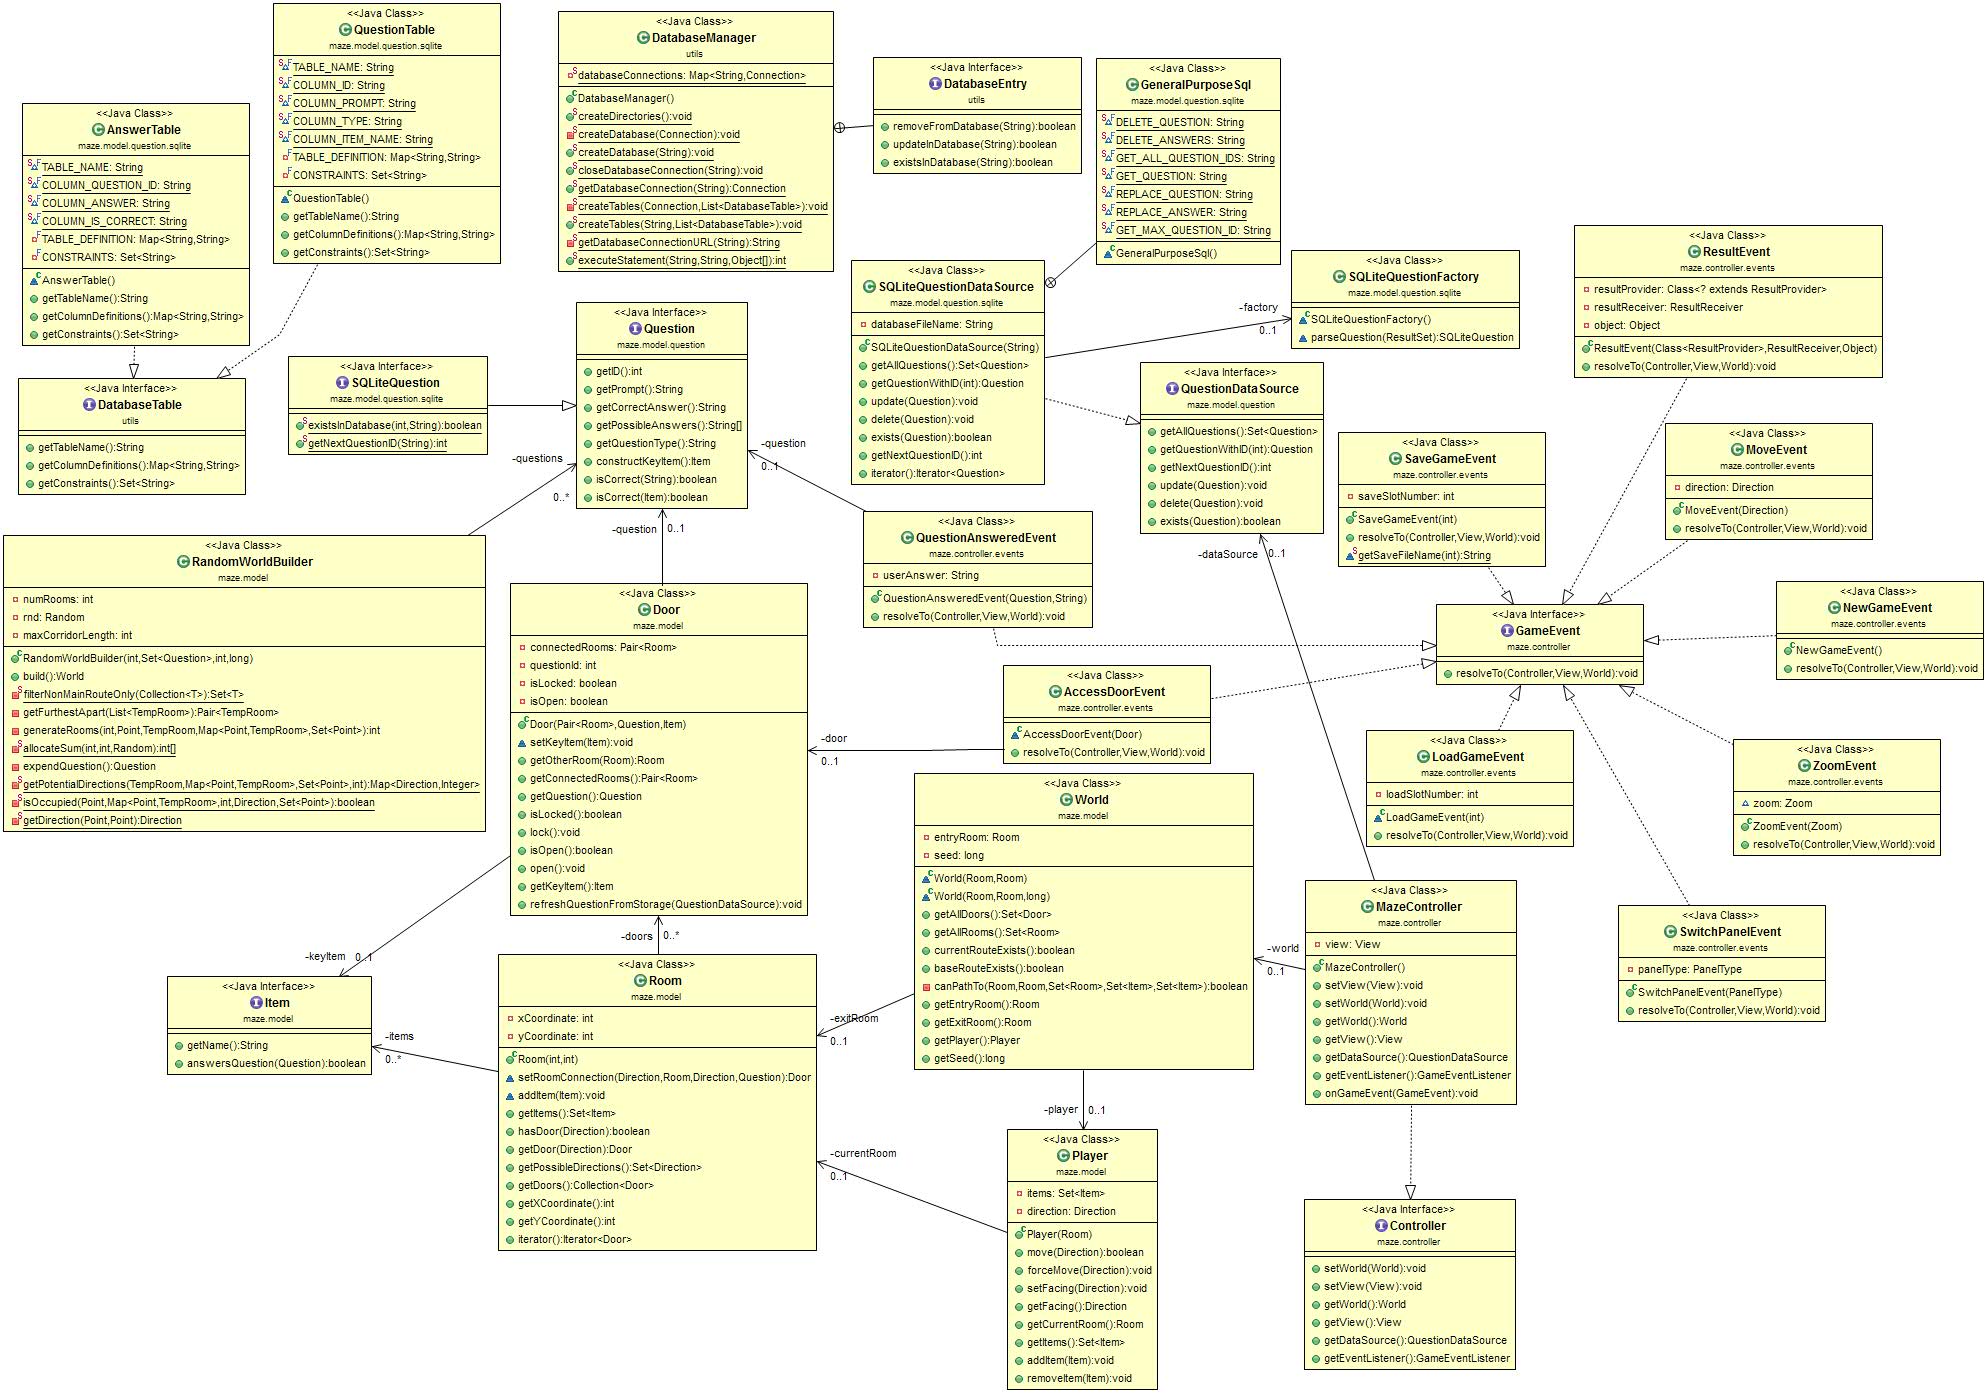 <<Java Class>>
AnswerTable
maze.model.question.sqlite
TABLE_NAME: String
COLUMN_QUESTION_ID: String
COLUMN_ANSWER: String
COLUMN_IS_CORRECT: String
TABLE_DEFINITION: Map<String,String>
CONSTRAINTS: Set<String>
AnswerTable()
getTableName():String
getColumnDefinitions():Map<String,String>
getConstraints():Set<String>
<<Java Class>>
QuestionTable
maze.model.question.sqlite
TABLE_NAME: String
COLUMN_ID: String
COLUMN_PROMPT: String
COLUMN_TYPE: String
COLUMN_ITEM_NAME: String
TABLE_DEFINITION: Map<String,String>
CONSTRAINTS: Set<String>
QuestionTable()
getTableName():String
getColumnDefinitions():Map<String,String>
getConstraints():Set<String>
<<Java Class>>
DatabaseManager
utils
databaseConnections: Map<String,Connection>
DatabaseManager()
createDirectories():void
createDatabase(Connection):void
createDatabase(String):void
closeDatabaseConnection(String):void
getDatabaseConnection(String):Connection
createTables(Connection,List<DatabaseTable>):void
createTables(String,List<DatabaseTable>):void
getDatabaseConnectionURL(String):String
executeStatement(String,String,Object[]):int
<<Java Interface>>
DatabaseEntry
utils
removeFromDatabase(String):boolean
updateInDatabase(String):boolean
existsInDatabase(String):boolean
<<Java Class>>
GeneralPurposeSql
maze.model.question.sqlite
DELETE_QUESTION: String
DELETE_ANSWERS: String
GET_ALL_QUESTION_IDS: String
GET_QUESTION: String
REPLACE_QUESTION: String
REPLACE_ANSWER: String
GET_MAX_QUESTION_ID: String
GeneralPurposeSql()
<<Java Class>>
SQLiteQuestionDataSource
maze.model.question.sqlite
databaseFileName: String
SQLiteQuestionDataSource(String)
getAllQuestions():Set<Question>
getQuestionWithID(int):Question
update(Question):void
delete(Question):void
exists(Question):boolean
getNextQuestionID():int
iterator():Iterator<Question>
-factory
0..1
<<Java Class>>
SQLiteQuestionFactory
maze.model.question.sqlite
SQLiteQuestionFactory()
parseQuestion(ResultSet):SQLiteQuestion
<<Java Class>>
ResultEvent
maze.controller.events
resultProvider: Class<? extends ResultProvider>
resultReceiver: ResultReceiver
object: Object
ResultEvent(Class<ResultProvider>,ResultReceiver,Object)
resolveTo(Controller,View,World):void
<<Java Interface>>
DatabaseTable
utils
getTableName():String
getColumnDefinitions():Map<String,String>
getConstraints():Set<String>
<<Java Interface>>
SQLiteQuestion
maze.model.question.sqlite
existsInDatabase(int,String):boolean
getNextQuestionID(String):int
<<Java Interface>>
Question
maze.model.question
getID():int
getPrompt():String
getCorrectAnswer():String
getPossibleAnswers():String[]
getQuestionType():String
constructKeyItem():Item
isCorrect(String):boolean
isCorrect(Item):boolean
-questions
0..*
-question
0..1
-question
0..1
<<Java Interface>>
QuestionDataSource
maze.model.question
getAllQuestions():Set<Question>
getQuestionWithID(int):Question
getNextQuestionID():int
update(Question):void
delete(Question):void
exists(Question):boolean
-dataSource
0..1
<<Java Class>>
SaveGameEvent
maze.controller.events
saveSlotNumber: int
SaveGameEvent(int)
resolveTo(Controller,View,World):void
getSaveFileName(int):String
<<Java Class>>
MoveEvent
maze.controller.events
direction: Direction
MoveEvent(Direction)
resolveTo(Controller,View,World):void
<<Java Class>>
RandomWorldBuilder
maze.model
numRooms: int
rnd: Random
maxCorridorLength: int
RandomWorldBuilder(int,Set<Question>,int,long)
build():World
filterNonMainRouteOnly(Collection<T>):Set<T>
getFurthestApart(List<TempRoom>):Pair<TempRoom>
generateRooms(int,Point,TempRoom,Map<Point,TempRoom>,Set<Point>):int
allocateSum(int,int,Random):int[]
expendQuestion():Question
getPotentialDirections(TempRoom,Map<Point,TempRoom>,Set<Point>,int):Map<Direction,Integer>
isOccupied(Point,Map<Point,TempRoom>,int,Direction,Set<Point>):boolean
getDirection(Point,Point):Direction
<<Java Class>>
QuestionAnsweredEvent
maze.controller.events
userAnswer: String
QuestionAnsweredEvent(Question,String)
resolveTo(Controller,View,World):void
<<Java Class>>
Door
maze.model
connectedRooms: Pair<Room>
questionId: int
isLocked: boolean
isOpen: boolean
Door(Pair<Room>,Question,Item)
setKeyItem(Item):void
getOtherRoom(Room):Room
getConnectedRooms():Pair<Room>
getQuestion():Question
isLocked():boolean
lock():void
isOpen():boolean
open():void
getKeyItem():Item
refreshQuestionFromStorage(QuestionDataSource):void
<<Java Interface>>
GameEvent
maze.controller
resolveTo(Controller,View,World):void
<<Java Class>>
NewGameEvent
maze.controller.events
NewGameEvent()
resolveTo(Controller,View,World):void
<<Java Class>>
AccessDoorEvent
maze.controller.events
AccessDoorEvent(Door)
resolveTo(Controller,View,World):void
-door
0..1
<<Java Class>>
LoadGameEvent
maze.controller.events
loadSlotNumber: int
LoadGameEvent(int)
resolveTo(Controller,View,World):void
<<Java Class>>
ZoomEvent
maze.controller.events
zoom: Zoom
ZoomEvent(Zoom)
resolveTo(Controller,View,World):void
<<Java Class>>
World
maze.model
entryRoom: Room
seed: long
World(Room,Room)
World(Room,Room,long)
getAllDoors():Set<Door>
getAllRooms():Set<Room>
currentRouteExists():boolean
baseRouteExists():boolean
canPathTo(Room,Room,Set<Room>,Set<Item>,Set<Item>):boolean
getEntryRoom():Room
getExitRoom():Room
getPlayer():Player
getSeed():long
-world
0..1
<<Java Class>>
MazeController
maze.controller
view: View
MazeController()
setView(View):void
setWorld(World):void
getWorld():World
getView():View
getDataSource():QuestionDataSource
getEventListener():GameEventListener
onGameEvent(GameEvent):void
<<Java Class>>
SwitchPanelEvent
maze.controller.events
panelType: PanelType
SwitchPanelEvent(PanelType)
resolveTo(Controller,View,World):void
-keyItem
0..1
-doors
0..*
<<Java Interface>>
Item
maze.model
getName():String
answersQuestion(Question):boolean
-items
0..*
<<Java Class>>
Room
maze.model
xCoordinate: int
yCoordinate: int
Room(int,int)
setRoomConnection(Direction,Room,Direction,Question):Door
addItem(Item):void
getItems():Set<Item>
hasDoor(Direction):boolean
getDoor(Direction):Door
getPossibleDirections():Set<Direction>
getDoors():Collection<Door>
getXCoordinate():int
getYCoordinate():int
iterator():Iterator<Door>
-exitRoom
0..1
-player
0..1
-currentRoom
0..1
<<Java Class>>
Player
maze.model
items: Set<Item>
direction: Direction
Player(Room)
move(Direction):boolean
forceMove(Direction):void
setFacing(Direction):void
getFacing():Direction
getCurrentRoom():Room
getItems():Set<Item>
addItem(Item):void
removeItem(Item):void
<<Java Interface>>
Controller
maze.controller
setWorld(World):void
setView(View):void
getWorld():World
getView():View
getDataSource():QuestionDataSource
getEventListener():GameEventListener